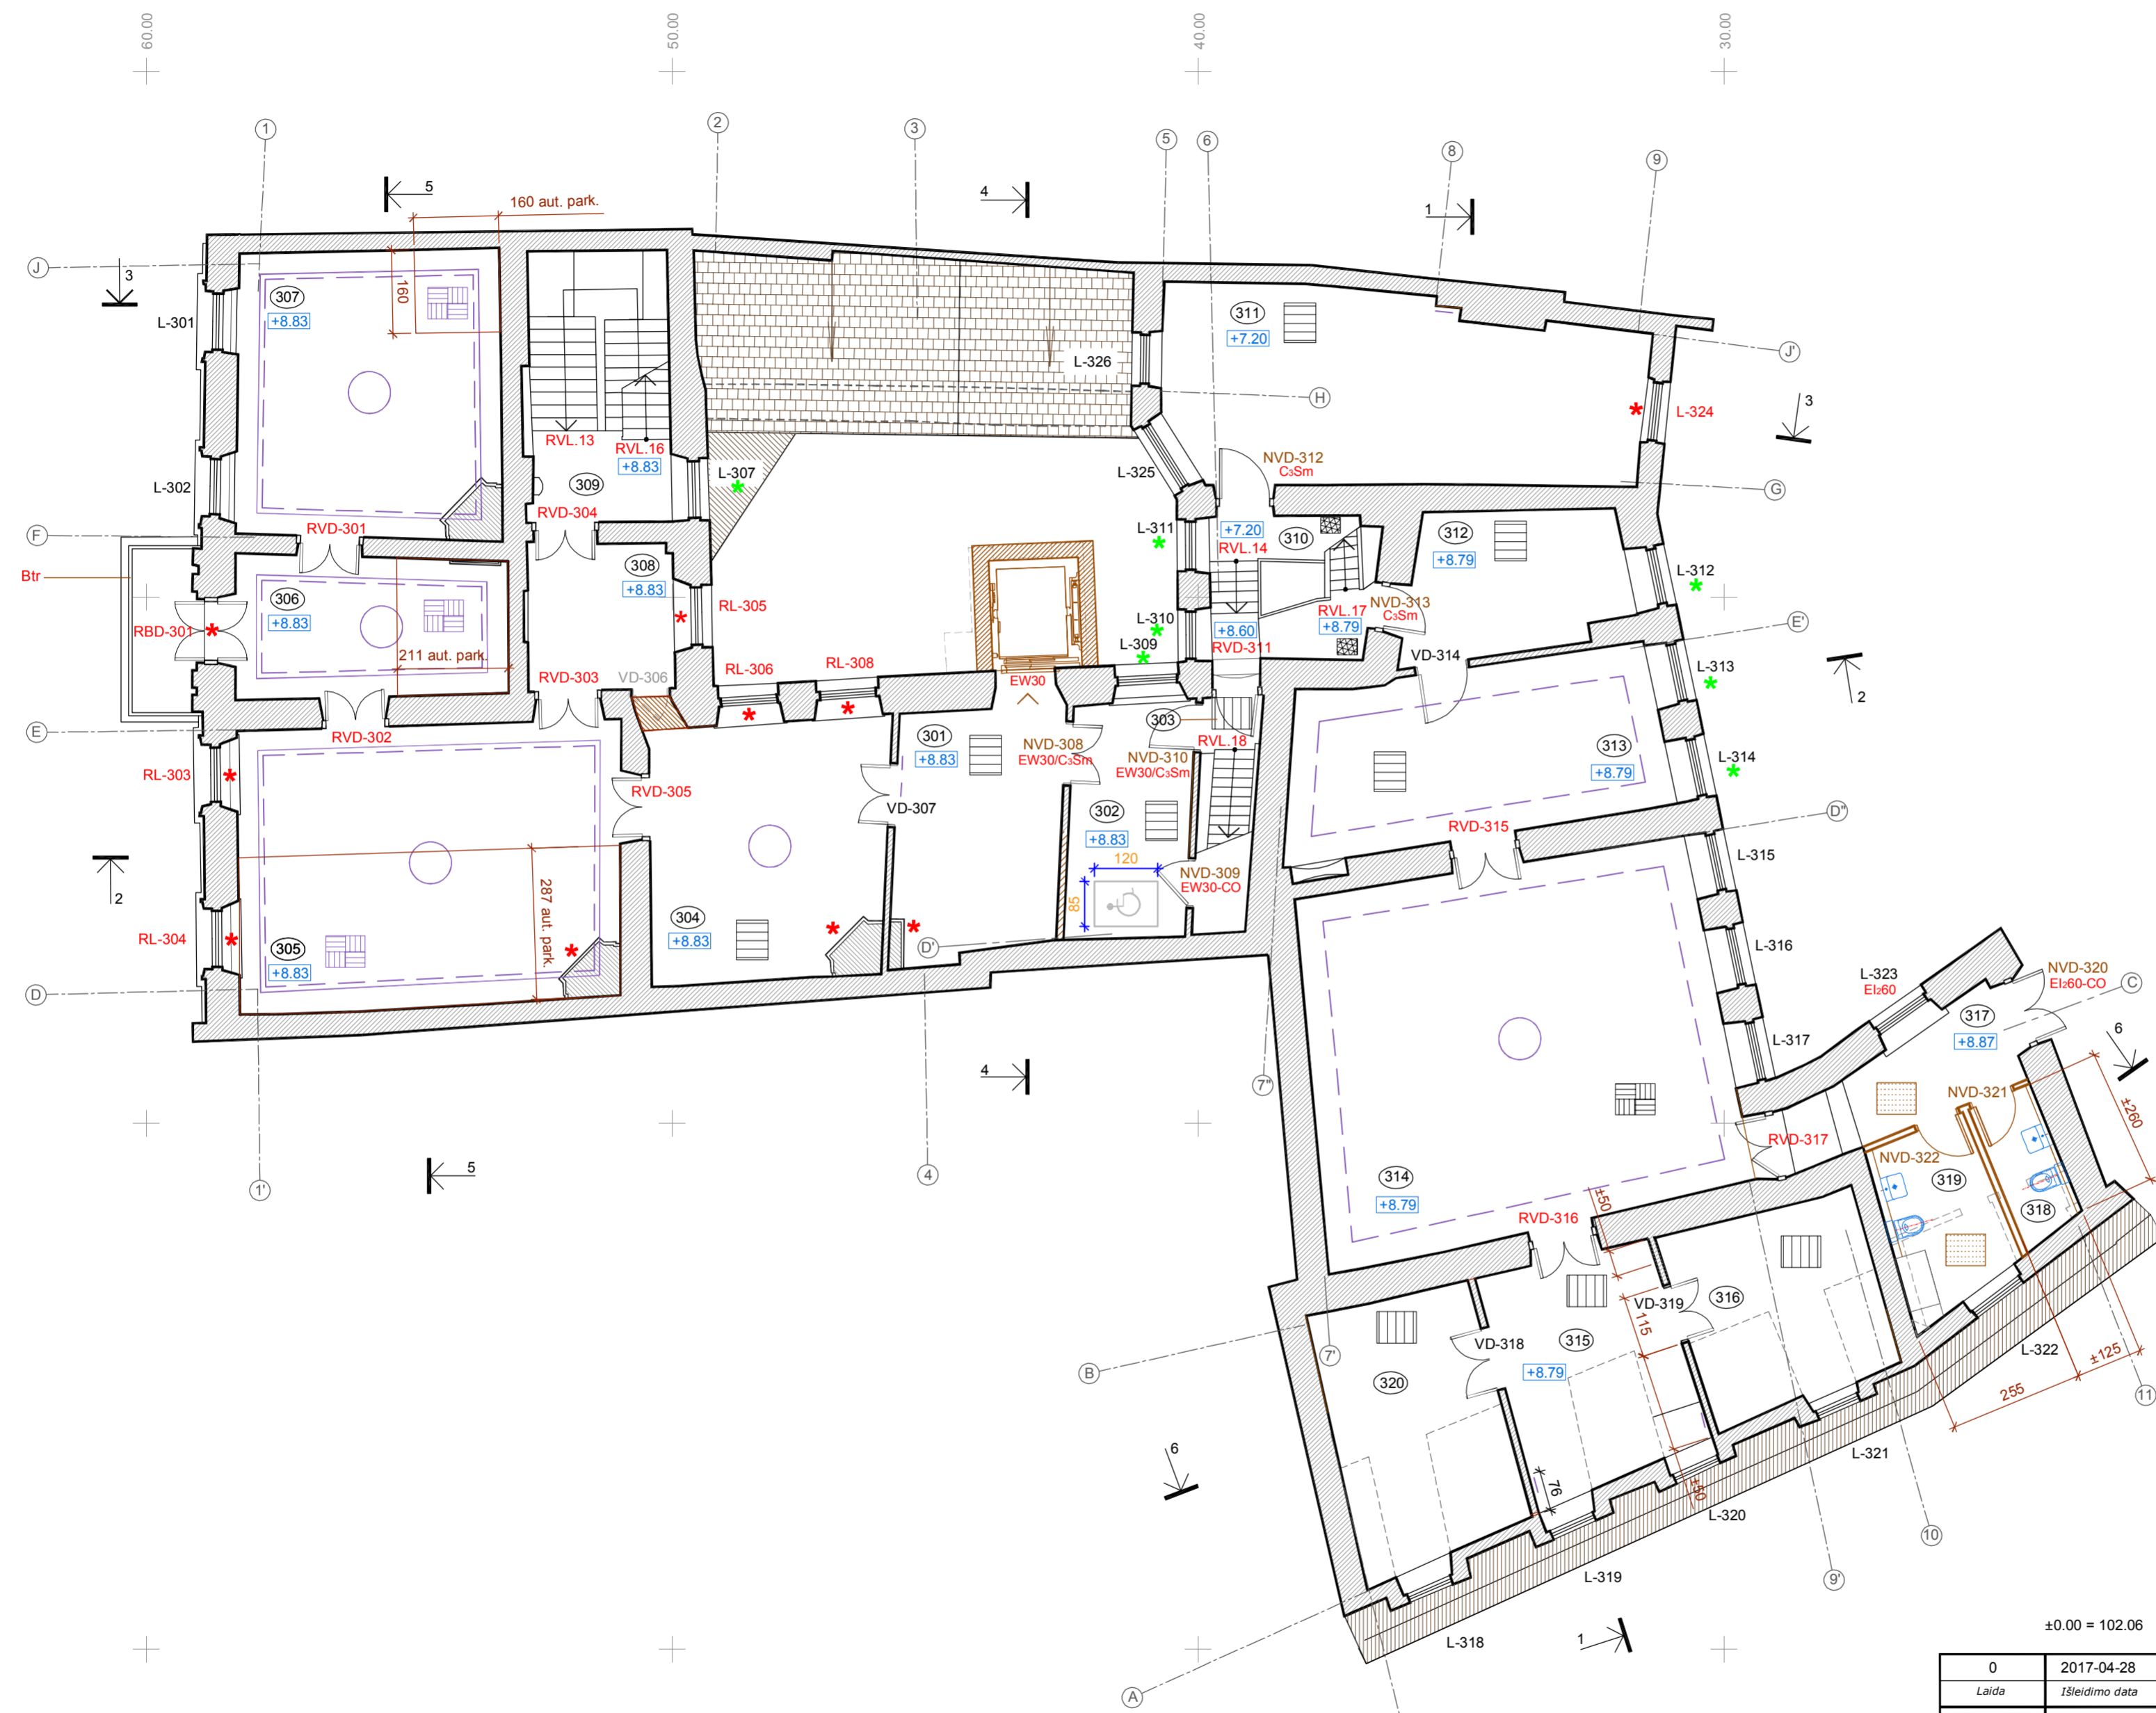 60.00
50.00
40.00
30.00
1
2
3
5
6
8
9
5
160 aut. park.
4
1
J
3
307
+8.83
160
L-301
311
+7.20
L-326
J'
H
3
L-324
RVL.13
RVL.16
+8.83
L-307
L-325
NVD-312
C₃Sm
L-302
309
G
RVD-304
F
RVD-301
L-311
+7.20
310
RVL.14
312
+8.79
308
+8.83
Btr
306
+8.83
RL-305
L-312
NVD-313
C₃Sm
RVL.17
+8.79
L-310
+8.60
RBD-301
L-309
RVD-311
E'
211 aut. park.
RL-306
RL-308
VD-314
RVD-303
VD-306
EW30
L-313
2
303
E
RVD-302
301
+8.83
NVD-308
EW30/C₃Sm
NVD-310
EW30/C₃Sm
RVL.18
313
+8.79
L-314
RL-303
RVD-305
VD-307
302
+8.83
D"
RVD-315
L-315
120
2
85
NVD-309
EW30-CO
287 aut. park.
304
+8.83
RL-304
305
+8.83
D'
L-316
L-323
EI₂60
NVD-320
EI₂60-CO
C
D
317
+8.87
6
L-317
4
7"
NVD-321
±260
RVD-317
NVD-322
5
4
1'
314
+8.79
319
318
±50
RVD-316
VD-319
316
115
VD-318
315
7'
B
+8.79
320
L-322
±125
255
11
6
L-321
76
±50
L-320
10
L-319
9'
±0.00 = 102.06
1
L-318
A
0
2017-04-28
Laida
Išleidimo data